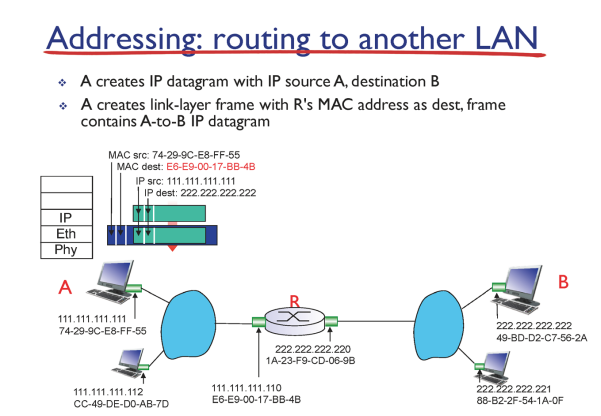 Addressing: routing to another LAN
A creates IP datagram with IP source A, destination B
A creates link-layer frame with R's MAC address as dest, frame
contains A-to-B IP datagram
MAC src: 74-29-9C-E8-FF-55
MAC dest: E6-E9-00-17-BB-4B
IP src: 111.111.111.111
IP dest: 222.222.222.222
IP
Eth
Phy
A
R
B
111.111.111.111
74-29-9C-E8-FF-55
222.222.222.222
49-BD-D2-C7-56-2A
222.222.222.220
1A-23-F9-CD-06-9B
111.111.111.112
CC-49-DE-D0-AB-7D
111.111.111.110
E6-E9-00-17-BB-4B
222.222.222.221
88-B2-2F-54-1A-0F